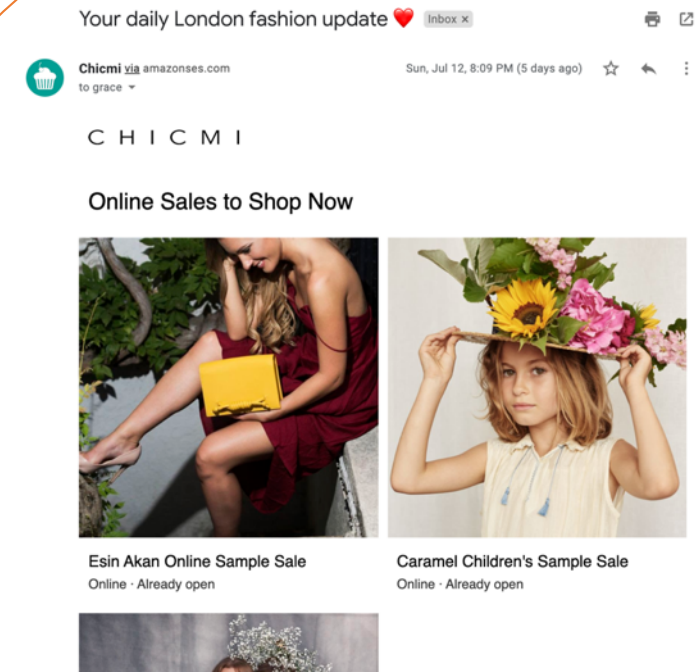 Your daily London fashion update ❤️ Inbox ×
Chicmi via amazonses.com Sun, Jul 12, 8:09 PM (5 days ago)
to grace
CHICMI
Online Sales to Shop Now
Esin Akan Online Sample Sale
Online · Already open
Caramel Children's Sample Sale
Online · Already open